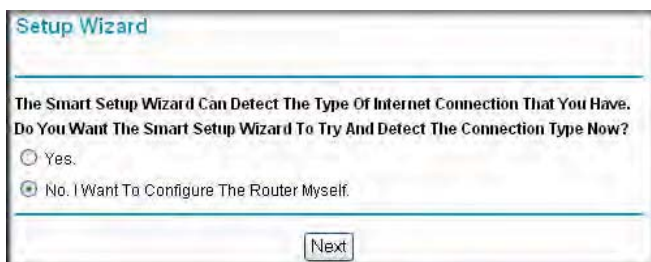 Setup Wizard
The Smart Setup Wizard Can Detect The Type Of Internet Connection That You Have.
Do You Want The Smart Setup Wizard To Try And Detect The Connection Type Now?
Yes.
No. I Want To Configure The Router Myself.
Next